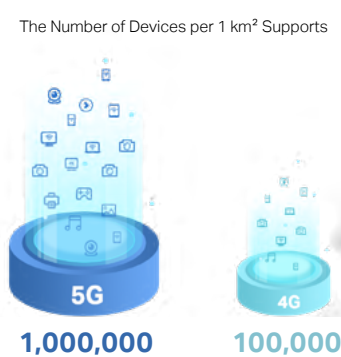 The Number of Devices per 1 km² Supports
5G
4G
1,000,000
100,000